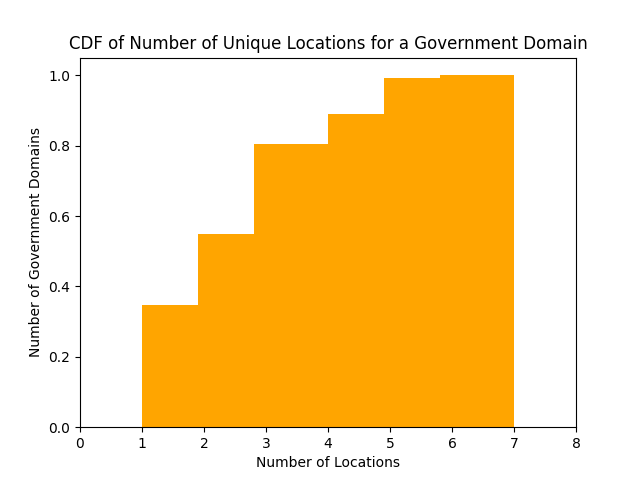 CDF of Number of Unique Locations for a Government Domain
Number of Government Domains
1.0
0.8
0.6
0.4
0.2
0.0
0 1 2 3 4 5 6 7 8
Number of Locations